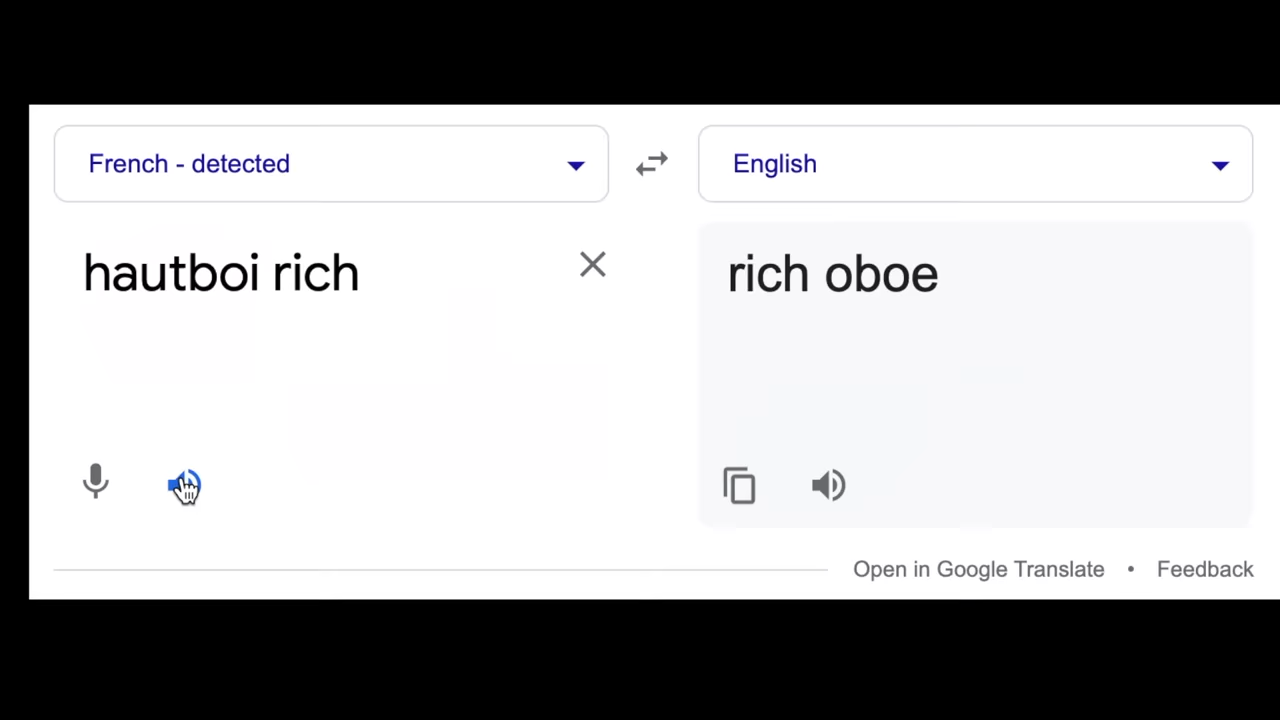 French - detected
English
hautboi rich
rich oboe
Open in Google Translate • Feedback